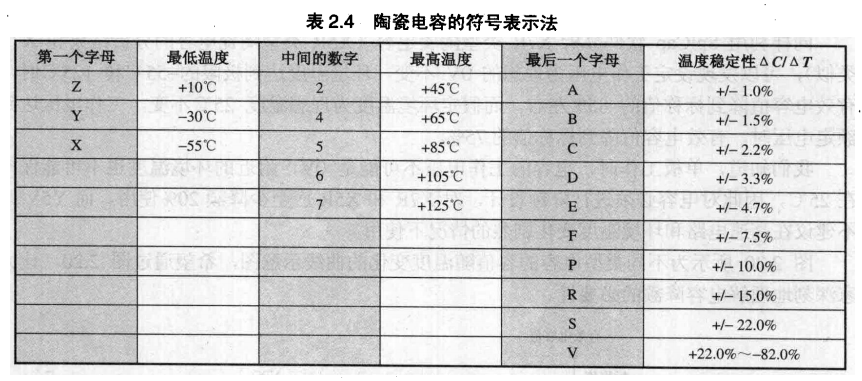 表 2.4 陶瓷电容的符号表示法
第一个字母 最低温度 中间的数字 最高温度 最后一个字母 温度稳定性 Δ C/ Δ T
Z +10℃ 2 +45℃ A +/- 1.0%
Y –30℃ 4 +65℃ B +/- 1.5%
X –55℃ 5 +85℃ C +/- 2.2%
6 +105℃ D +/- 3.3%
7 +125℃ E +/- 4.7%
F +/- 7.5%
P +/- 10.0%
R +/- 15.0%
S +/- 22.0%
V +22.0%～–82.0%